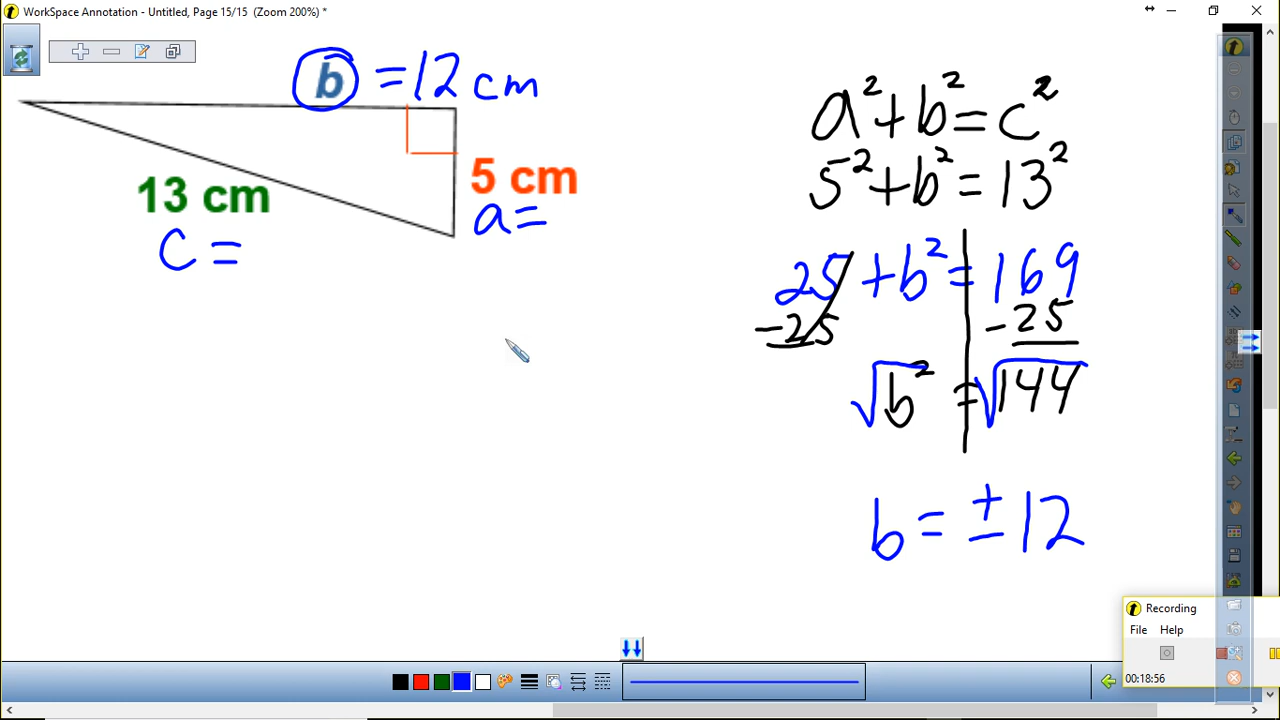 WorkSpace Annotation - Untitled, Page 15/15 (Zoom 200%) *
b = 12 cm
13 cm
c =
5 cm
a =
a² + b² = c²
5² + b² = 13²
25 + b² = 169
-25 -25
√b² = √144
b = ± 12
Recording
File Help
00:18:56